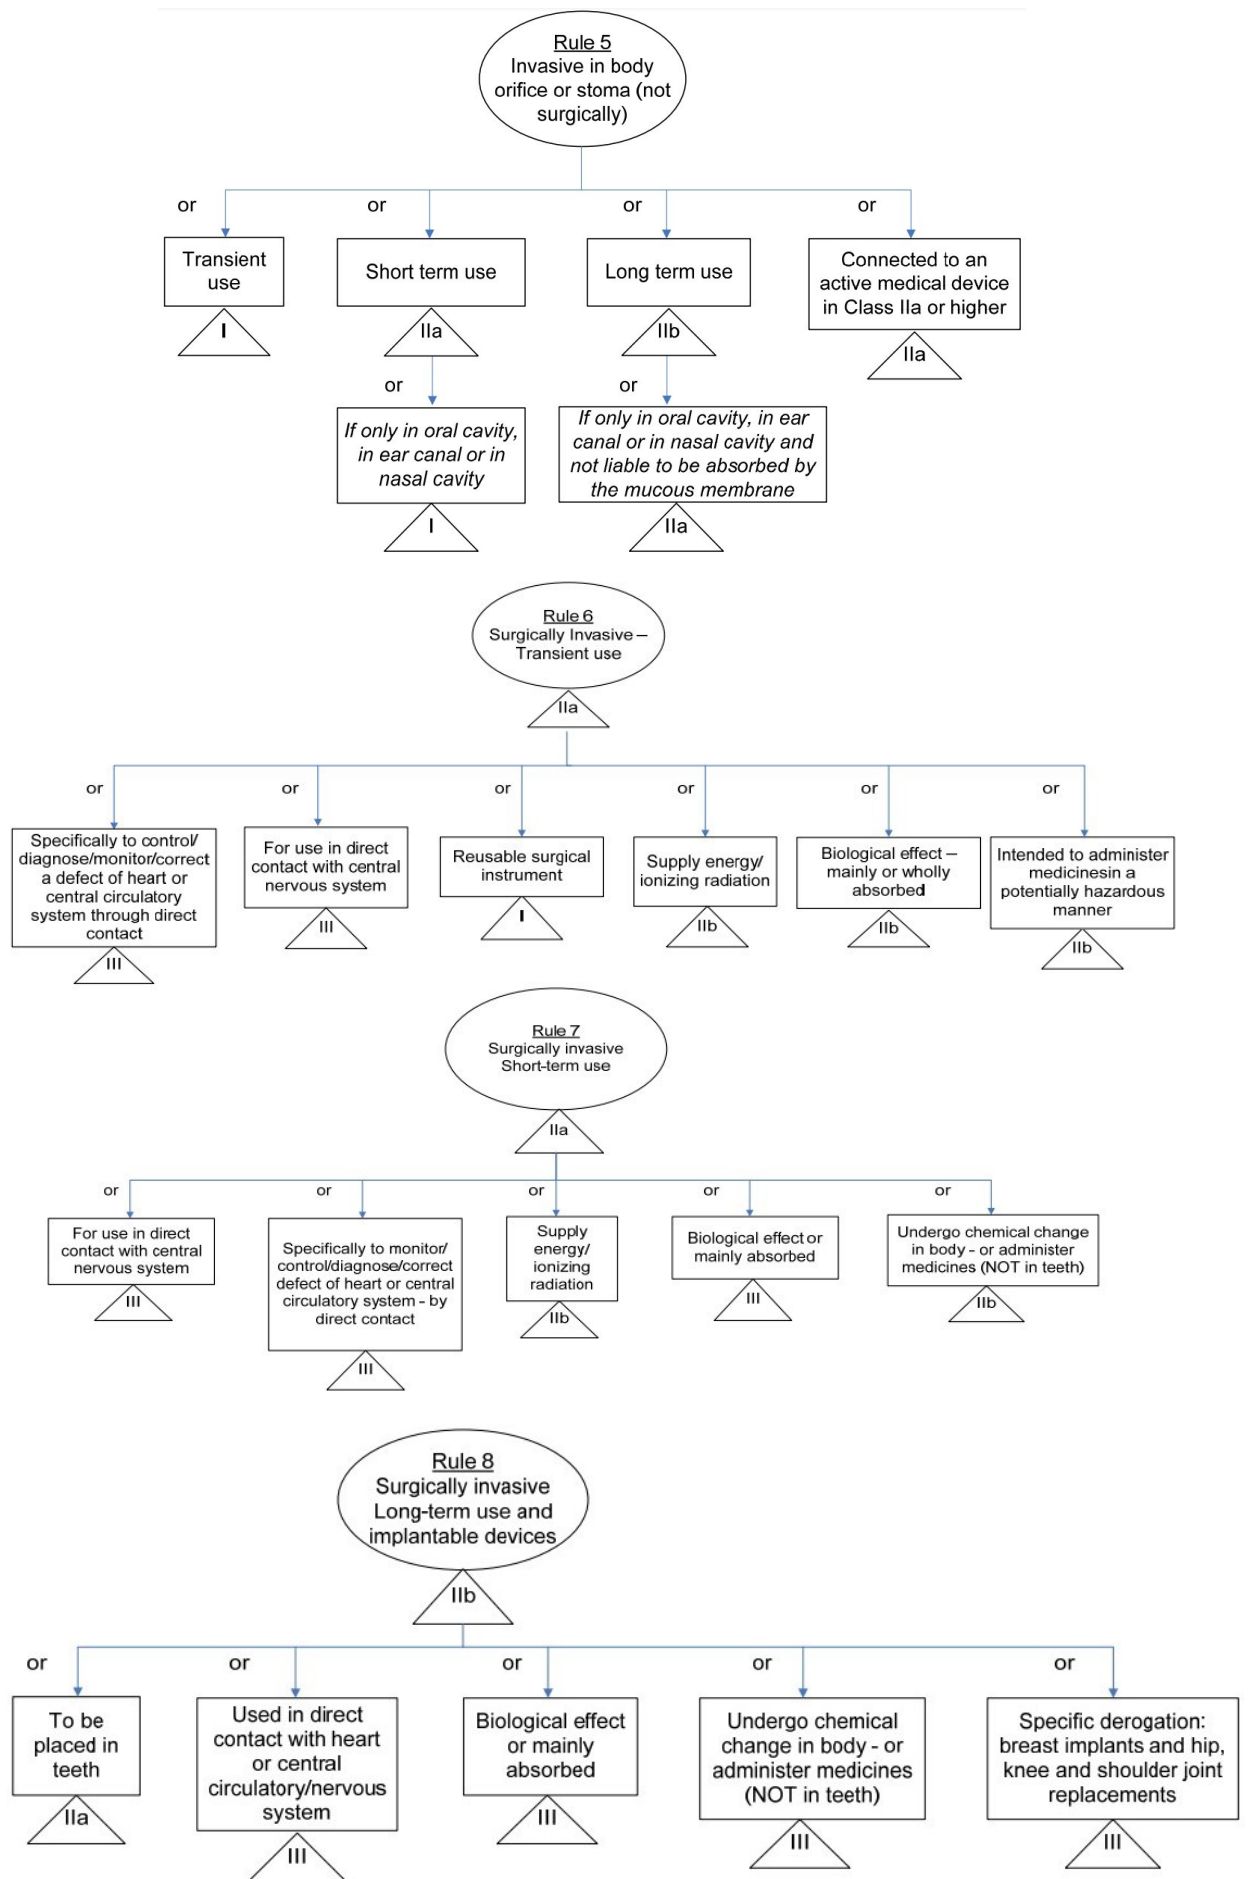 Rule 5
Invasive in body
orifice or stoma (not
surgically)
or
or
or
or
Transient
use
I
Short term use
IIa
Long term use
IIb
Connected to an
active medical device
in Class IIa or higher
IIa
or
or
If only in oral cavity,
in ear canal or in
nasal cavity
I
If only in oral cavity, in ear
canal or in nasal cavity and
not liable to be absorbed by
the mucous membrane
IIa
Rule 6
Surgically Invasive –
Transient use
IIa
or
or
or
or
or
or
Specifically to control/
diagnose/monitor/correct
a defect of heart or
central circulatory
system through direct
contact
III
For use in direct
contact with central
nervous system
III
Reusable surgical
instrument
I
Supply energy/
ionizing radiation
IIb
Biological effect –
mainly or wholly
absorbed
IIb
Intended to administer
medicinesin a
potentially hazardous
manner
IIb
Rule 7
Surgically invasive
Short-term use
IIa
or
or
or
or
or
For use in direct
contact with central
nervous system
III
Specifically to monitor/
control/diagnose/correct
defect of heart or central
circulatory system - by
direct contact
III
Supply
energy/
ionizing
radiation
IIb
Biological effect or
mainly absorbed
III
Undergo chemical change
in body - or administer
medicines (NOT in teeth)
IIb
Rule 8
Surgically invasive
Long-term use and
implantable devices
IIb
or
or
or
or
or
To be
placed in
teeth
IIa
Used in direct
contact with heart
or central
circulatory/nervous
system
III
Biological effect
or mainly
absorbed
III
Undergo chemical
change in body - or
administer medicines
(NOT in teeth)
III
Specific derogation:
breast implants and hip,
knee and shoulder joint
replacements
III